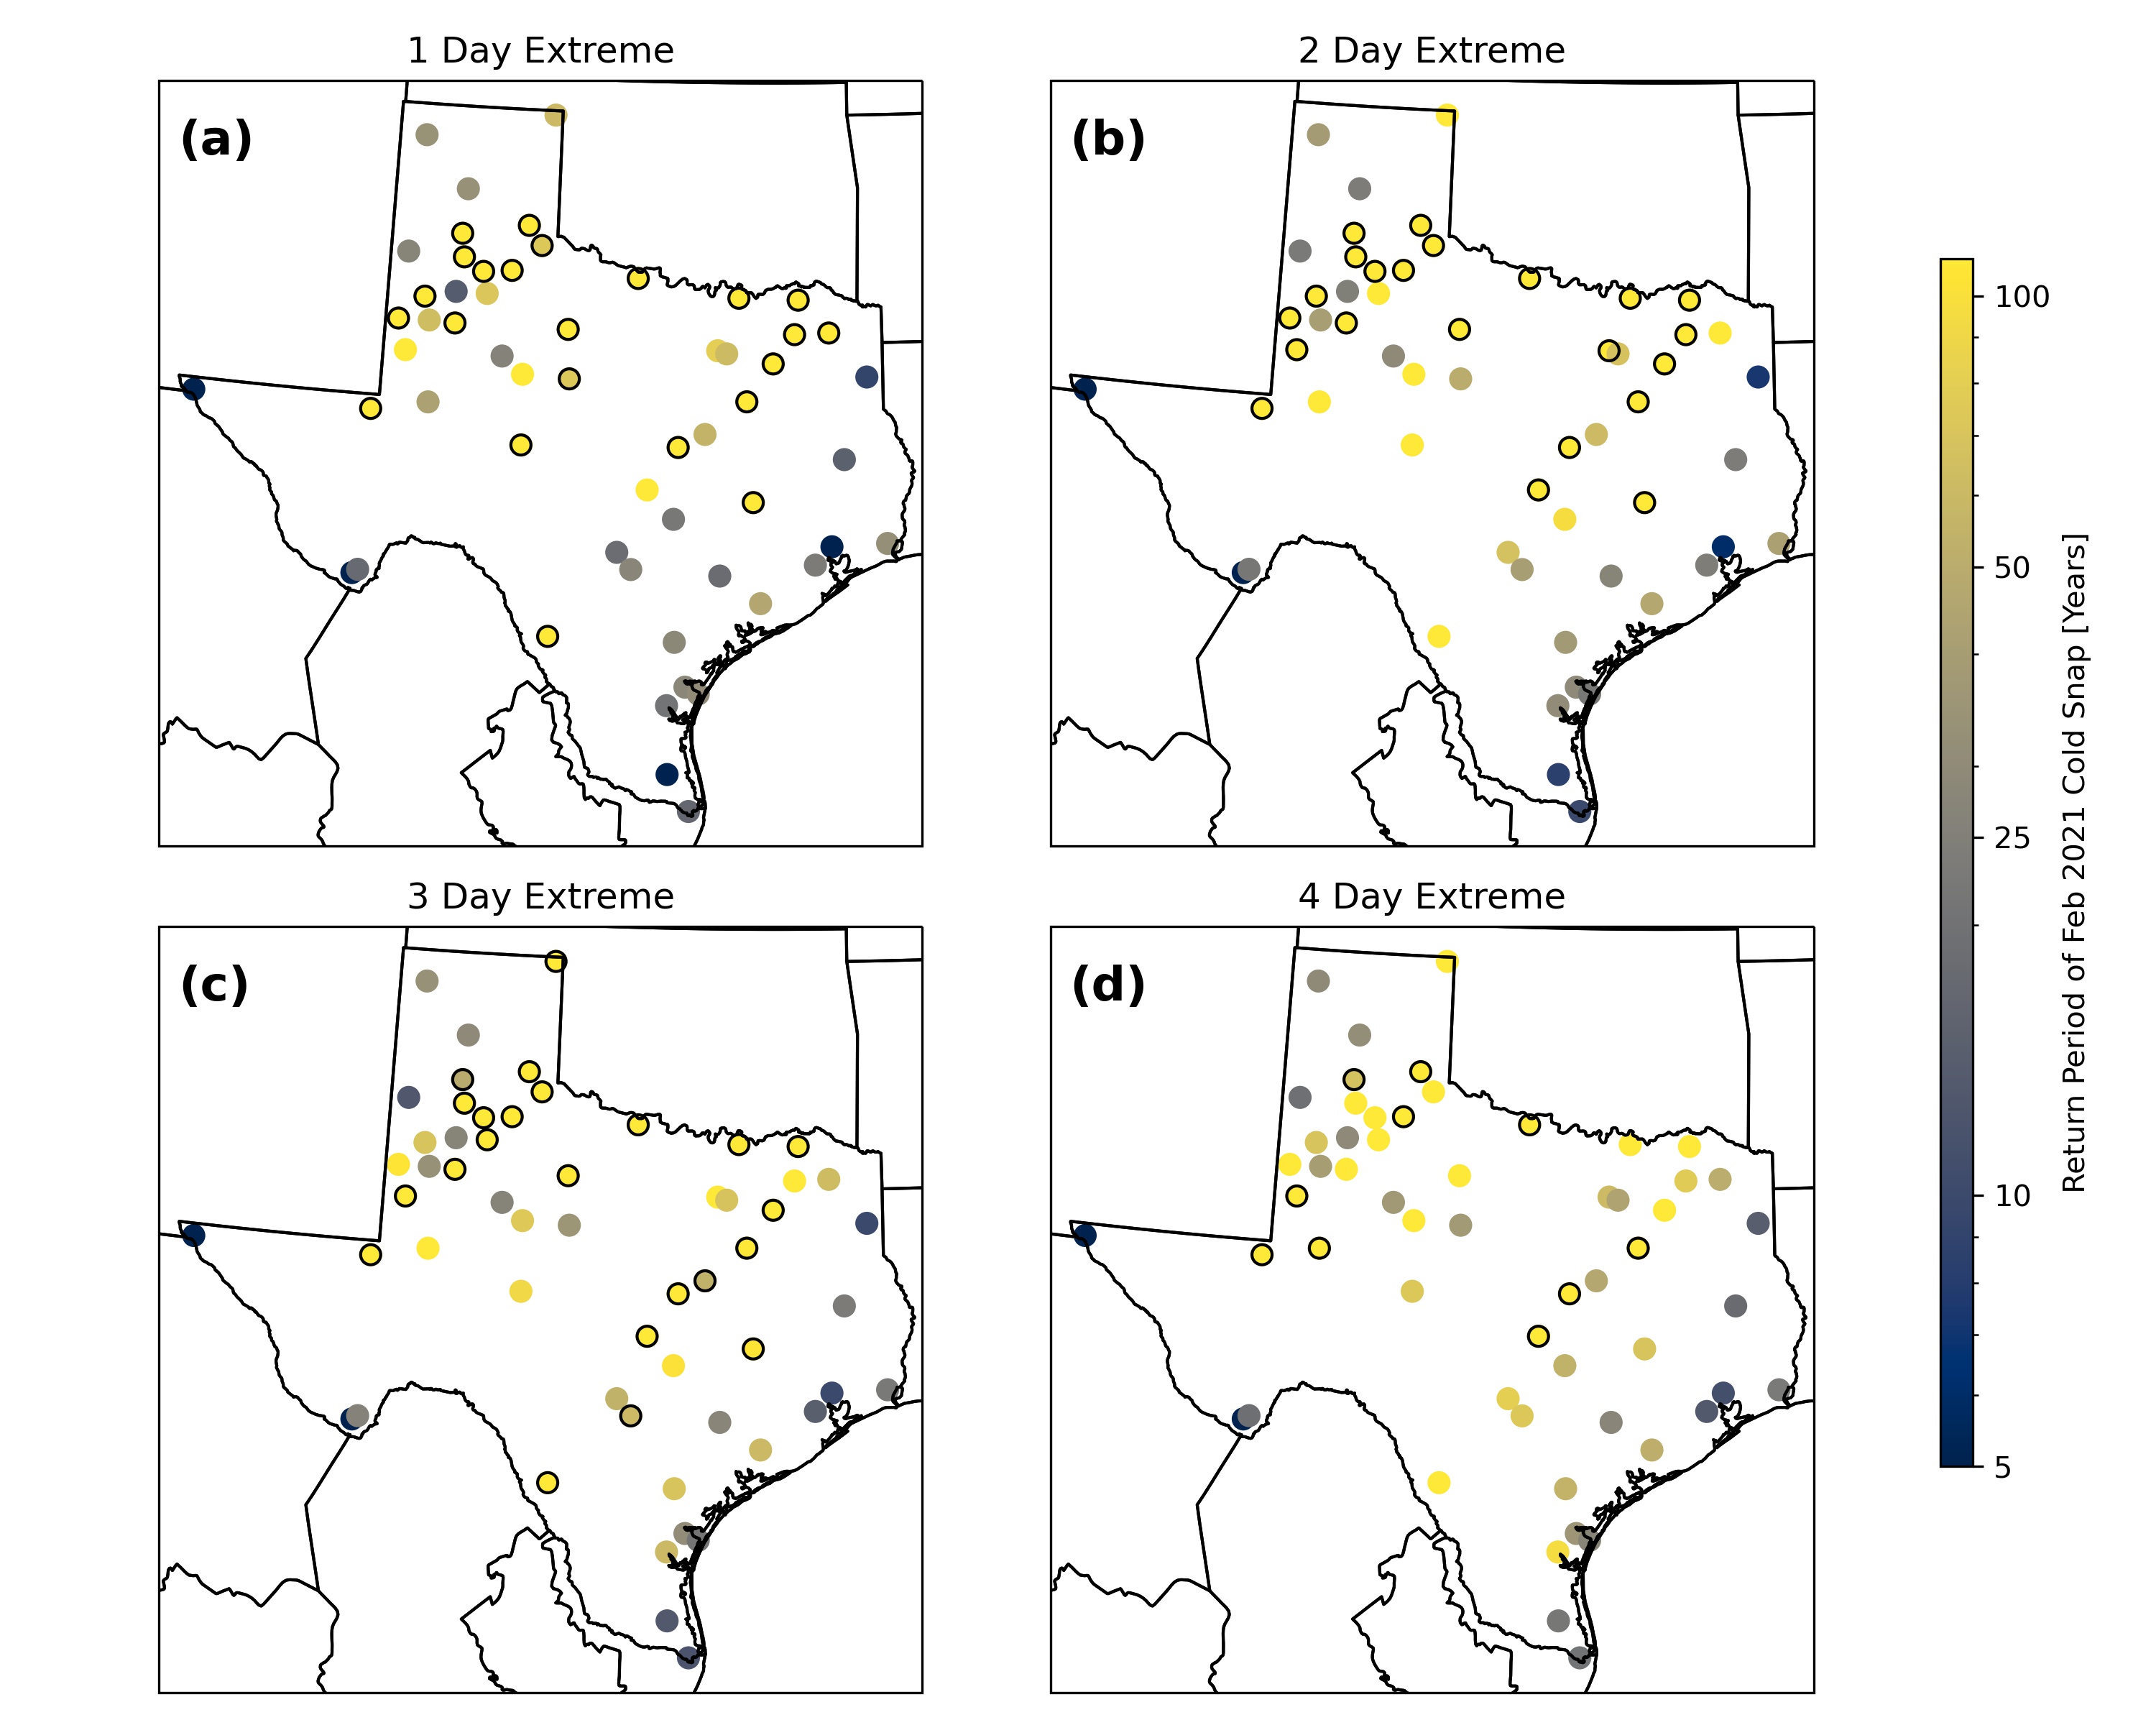 1 Day Extreme
2 Day Extreme
(a)
(b)
3 Day Extreme
4 Day Extreme
(c)
(d)
100
50
25
10
5
Return Period of Feb 2021 Cold Snap [Years]